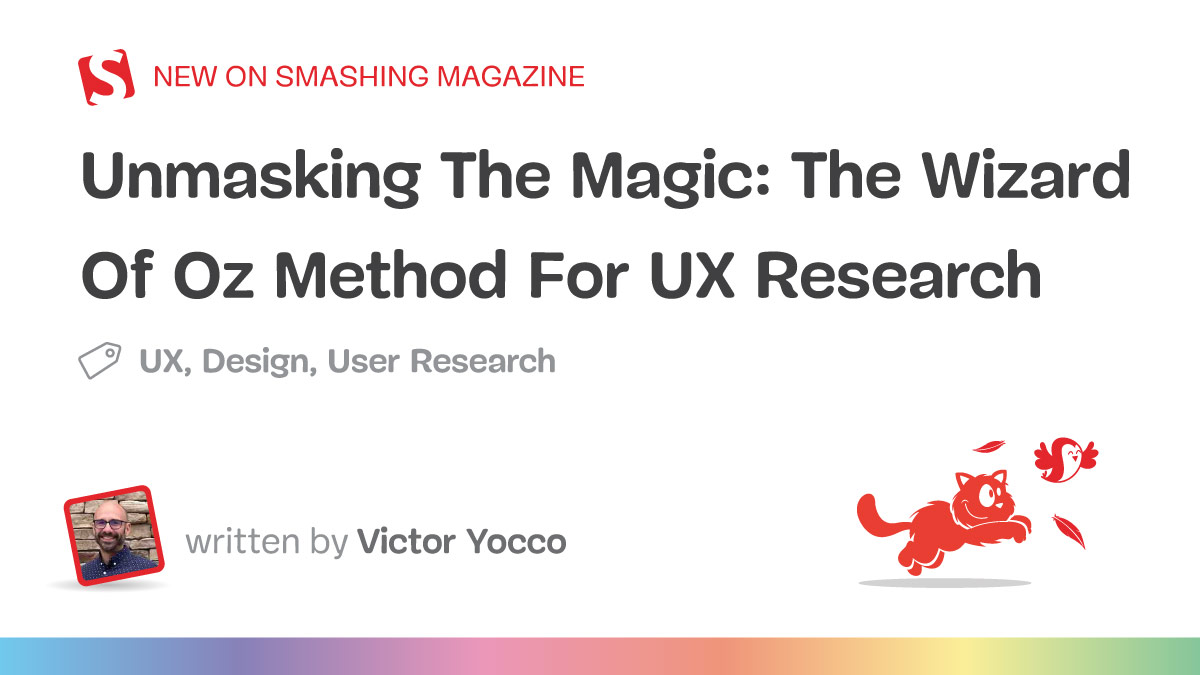 NEW ON SMASHING MAGAZINE
Unmasking The Magic: The Wizard
Of Oz Method For UX Research
UX, Design, User Research
written by Victor Yocco